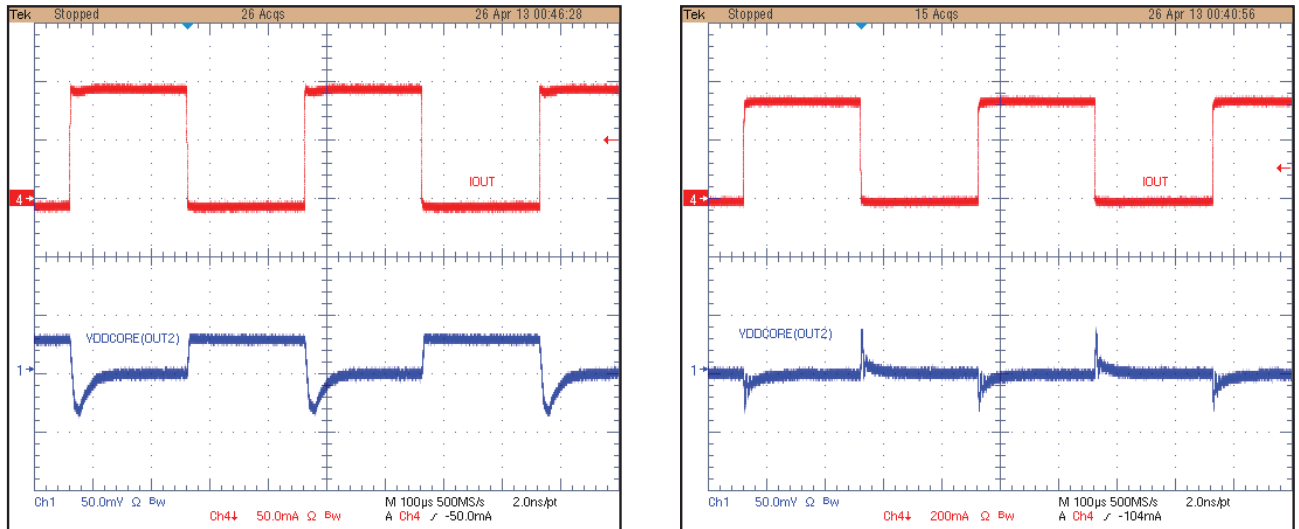 Tek Stopped 26 Acqs 26 Apr 13 00:46:28
IOUT
4
VDDCORE(OUT2)
1
Ch1 50.0mV Ω Bw M 100µs 500MS/s 2.0ns/pt
Ch4↓ 50.0mA Ω Bw A Ch4 ∕ -50.0mA
Tek Stopped 15 Acqs 26 Apr 13 00:40:56
IOUT
4
VDDCORE(OUT2)
1
Ch1 50.0mV Ω Bw M 100µs 500MS/s 2.0ns/pt
Ch4↓ 200mA Ω Bw A Ch4 ∕ -104mA